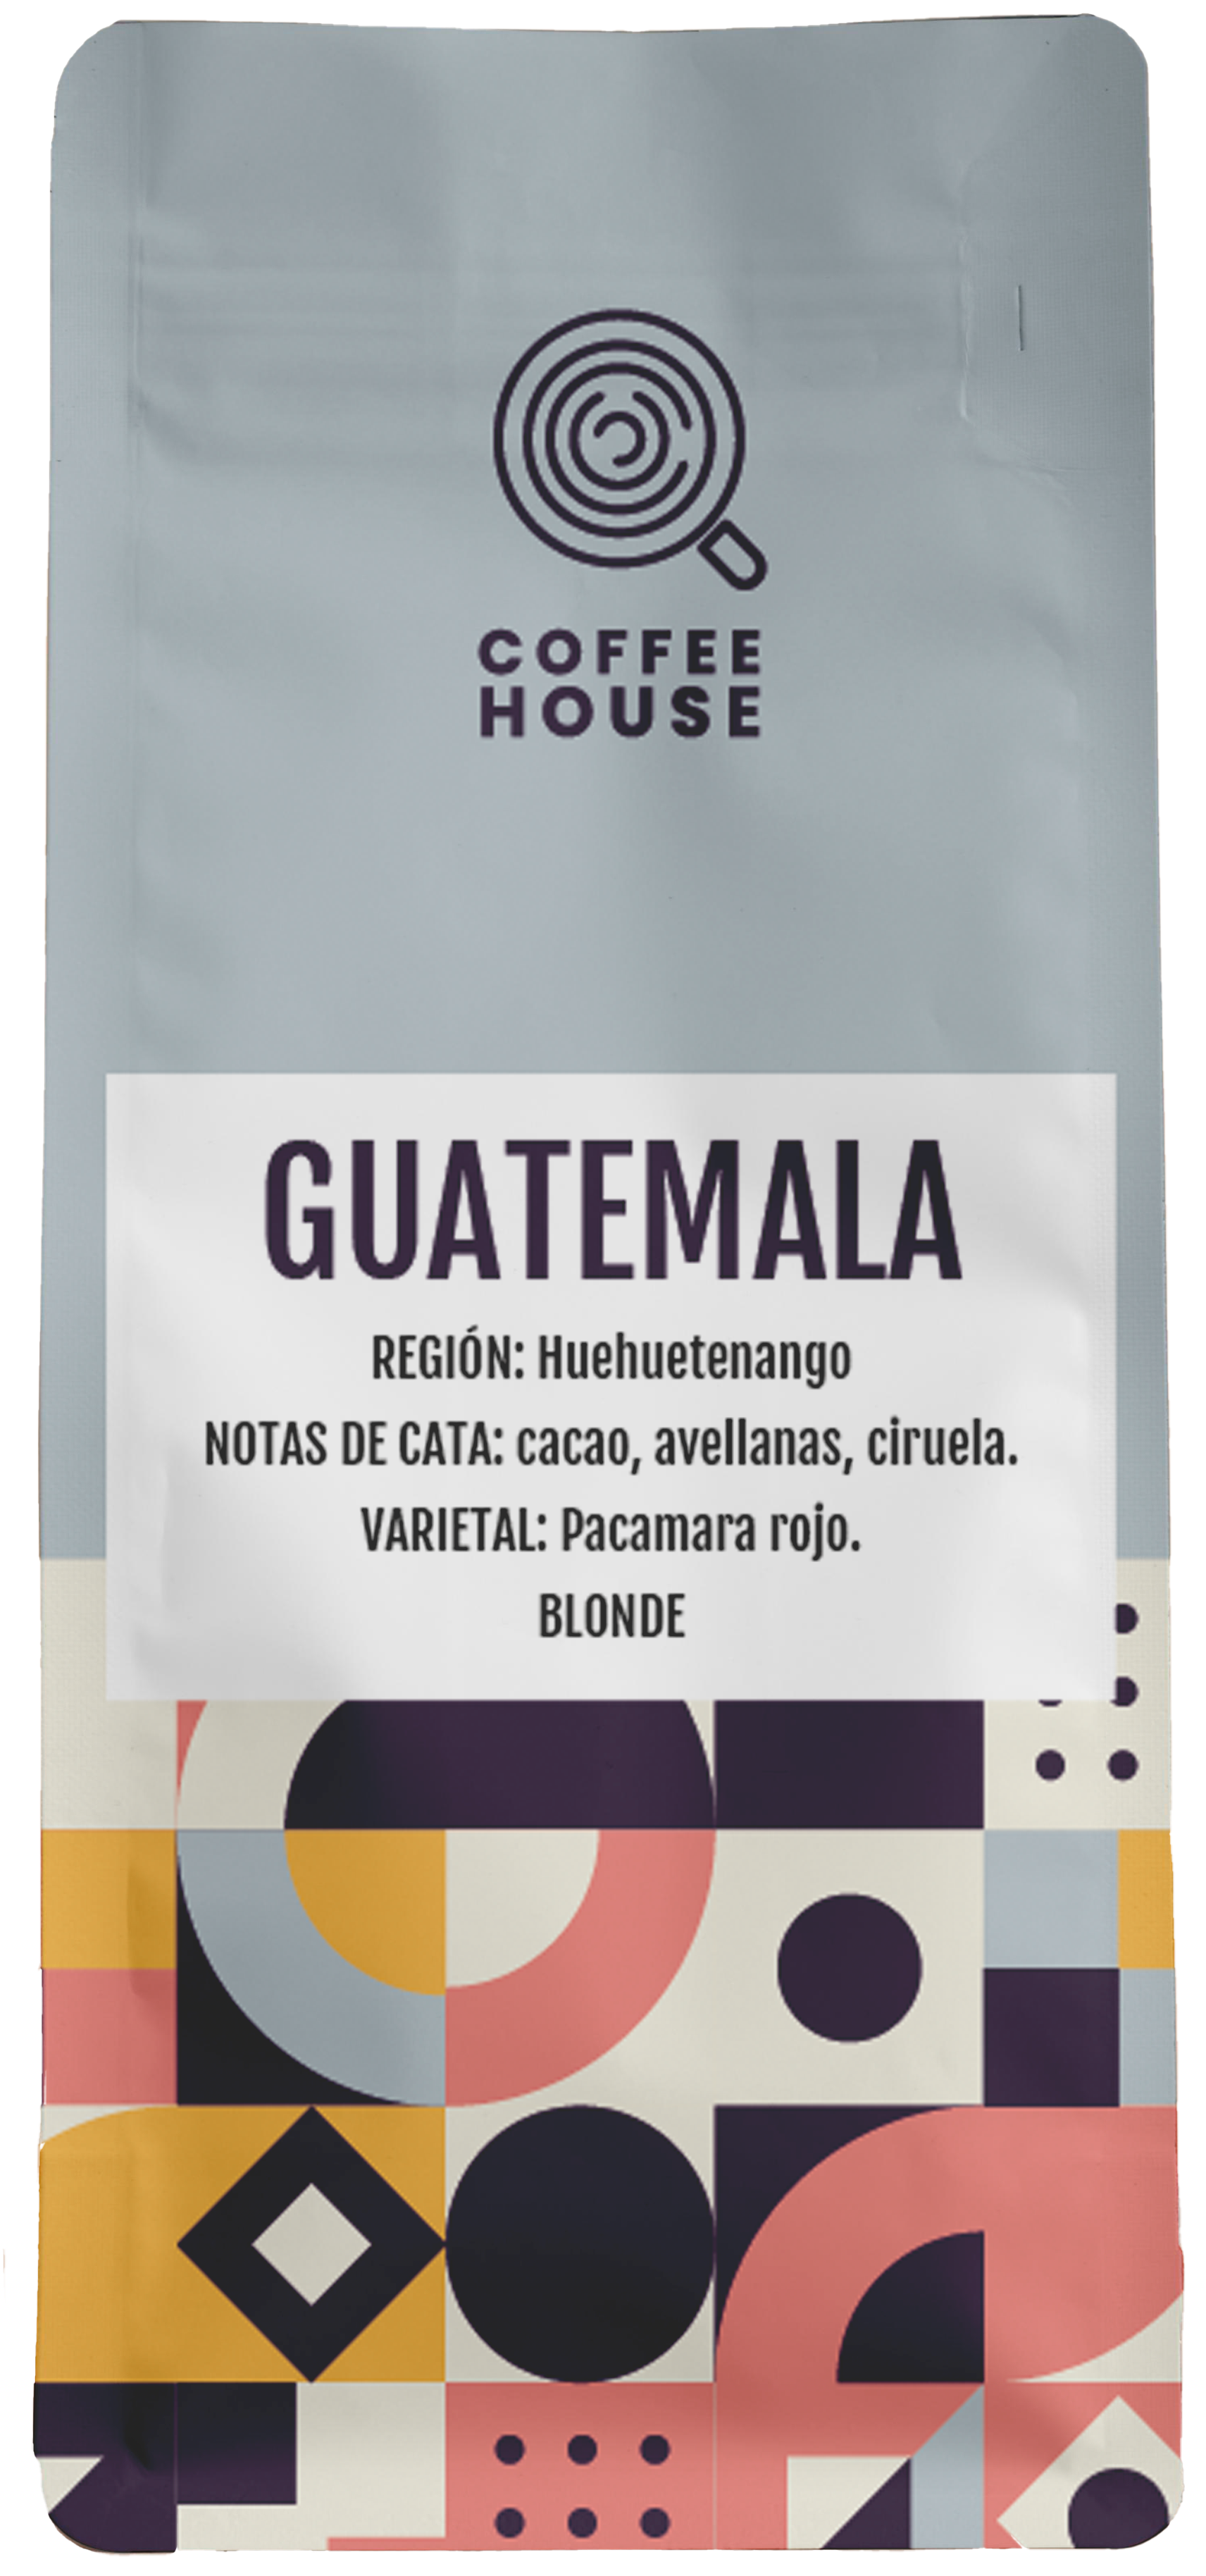 COFFEE
HOUSE
GUATEMALA
REGIÓN: Huehuetenango
NOTAS DE CATA: cacao, avellanas, ciruela.
VARIETAL: Pacamara rojo.
BLONDE